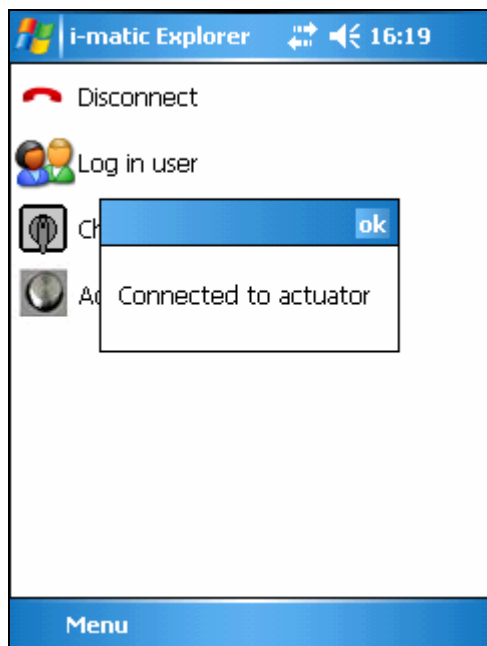 i-matic Explorer 16:19
Disconnect
Log in user
ok
Connected to actuator
Menu